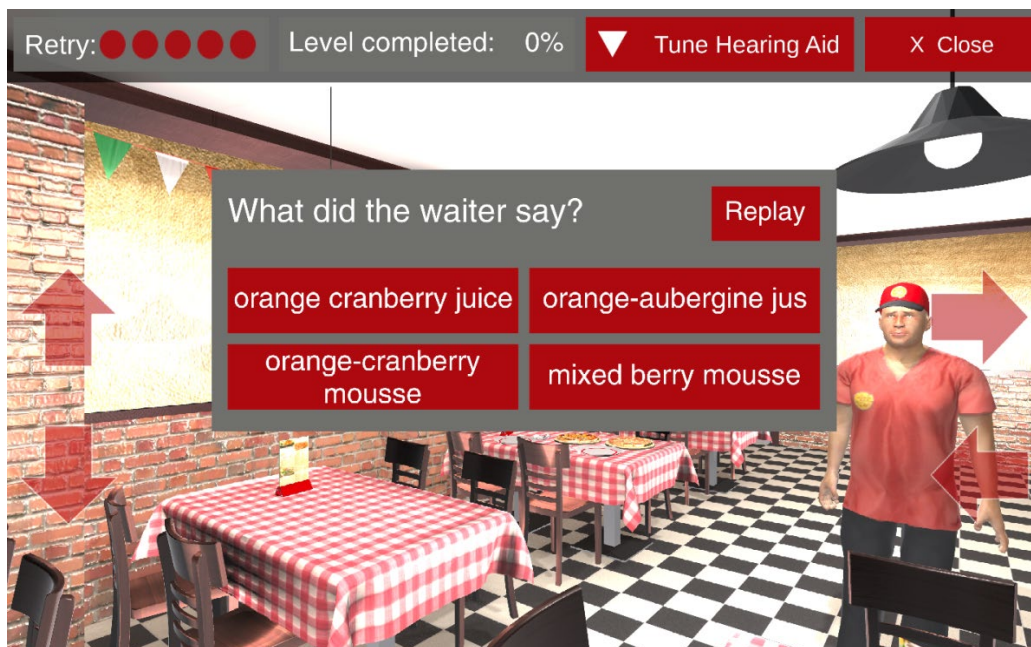 Retry:
Level completed: 0%
Tune Hearing Aid
X Close
What did the waiter say?
Replay
orange cranberry juice
orange-aubergine jus
orange-cranberry
mousse
mixed berry mousse